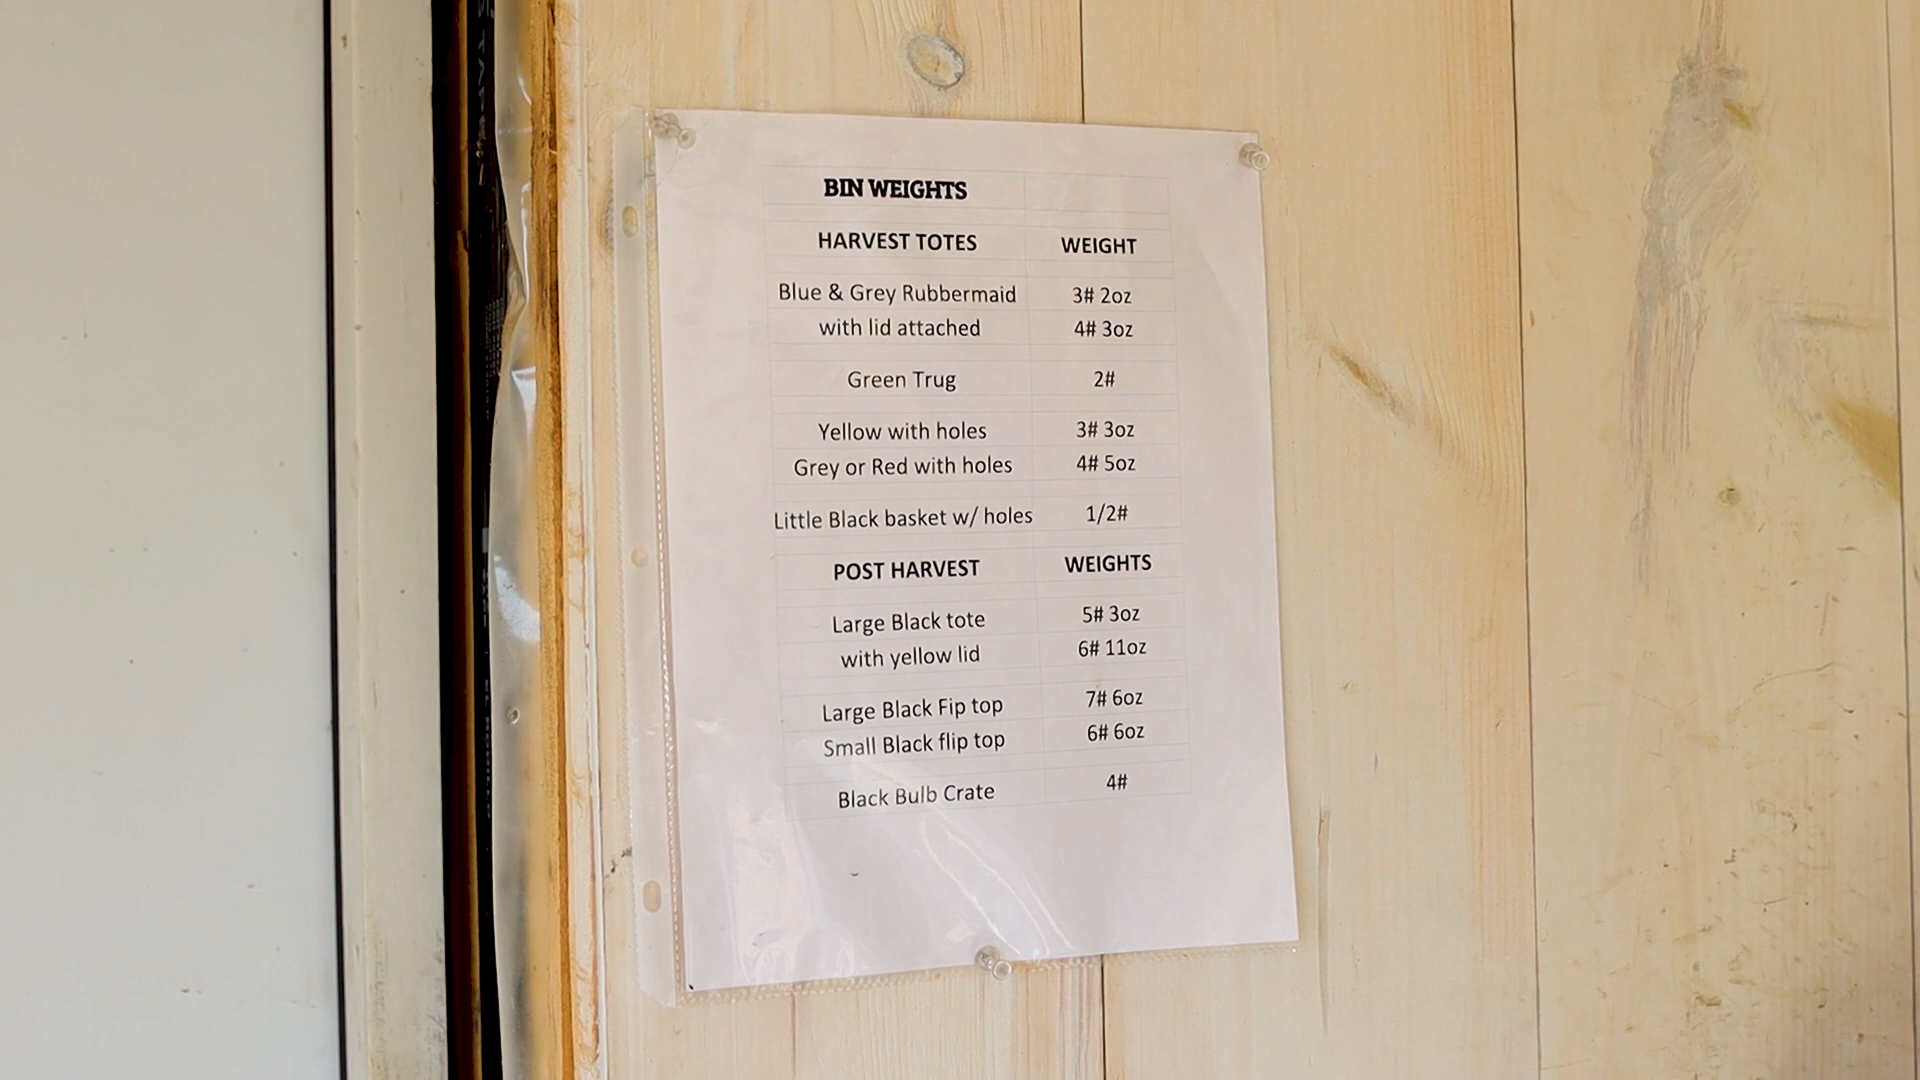 BIN WEIGHTS
HARVEST TOTES WEIGHT
Blue & Grey Rubbermaid 3# 2oz
with lid attached 4# 3oz
Green Trug 2#
Yellow with holes 3# 3oz
Grey or Red with holes 4# 5oz
Little Black basket w/ holes 1/2#
POST HARVEST WEIGHTS
Large Black tote 5# 3oz
with yellow lid 6# 11oz
Large Black Fip top 7# 6oz
Small Black flip top 6# 6oz
Black Bulb Crate 4#